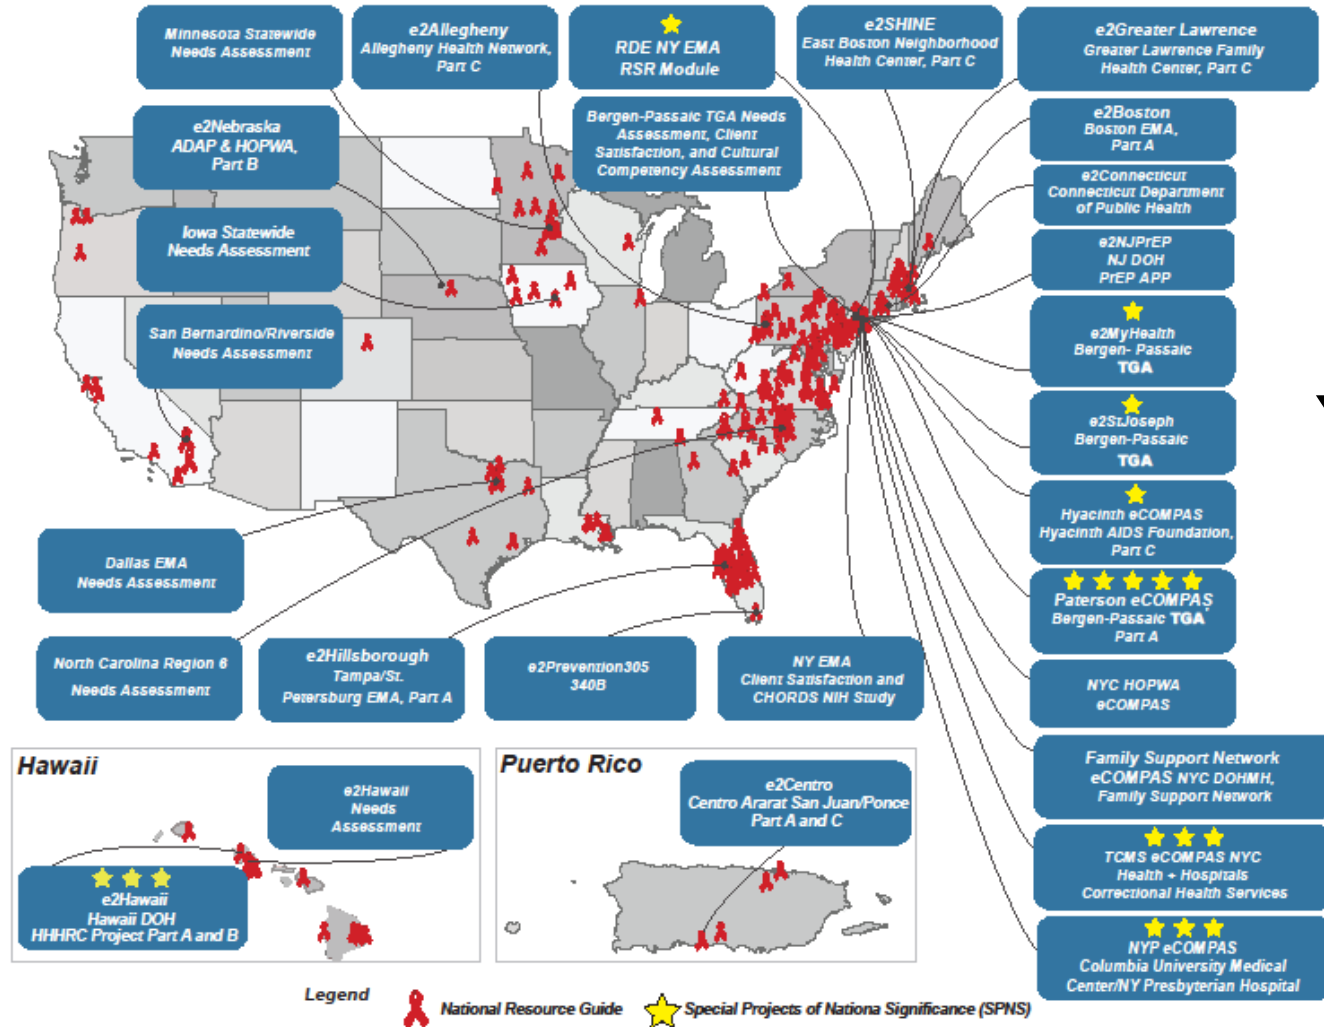 Minnesota Statewide
Needs Assessment
e2Allegheny
Allegheny Health Network,
Part C
RDE NY EMA
RSR Module
e2SHINE
East Boston Neighborhood
Health Center, Part C
e2Greater Lawrence
Greater Lawrence Family
Health Center, Part C
e2Nebraska
ADAP & HOPWA,
Part B
Bergen-Passaic TGA Needs
Assessment, Client
Satisfaction, and Cultural
Competency Assessment
e2Boston
Boston EMA,
Part A
e2Connecticut
Connecticut Department
of Public Health
Iowa Statewide
Needs Assessment
e2NJPrEP
NJ DOH
PrEP APP
San Bernardino/Riverside
Needs Assessment
e2MyHealth
Bergen- Passaic
TGA
e2StJoseph
Bergen-Passaic
TGA
Hyacinth eCOMPAS
Hyacinth AIDS Foundation,
Part C
Dallas EMA
Needs Assessment
Paterson eCOMPAS
Bergen-Passaic TGA'
Part A
North Carolina Region 6
Needs Assessment
e2Hillsborough
Tampa/St.
Petersburg EMA, Part A
e2Prevention305
340B
NY EMA
Client Satisfaction and
CHORDS NIH Study
NYC HOPWA
eCOMPAS
Family Support Network
eCOMPAS NYC DOHMH,
Family Support Network
Hawaii
e2Hawaii
Needs
Assessment
e2Hawaii
Hawaii DOH
HHHRC Project Part A and B
Puerto Rico
e2Centro
Centro Ararat San Juan/Ponce
Part A and C
TCMS eCOMPAS NYC
Health + Hospitals
Correctional Health Services
NYP eCOMPAS
Columbia University Medical
Center/NY Presbyterian Hospital
Legend
National Resource Guide
Special Projects of Nationa Significance (SPNS)